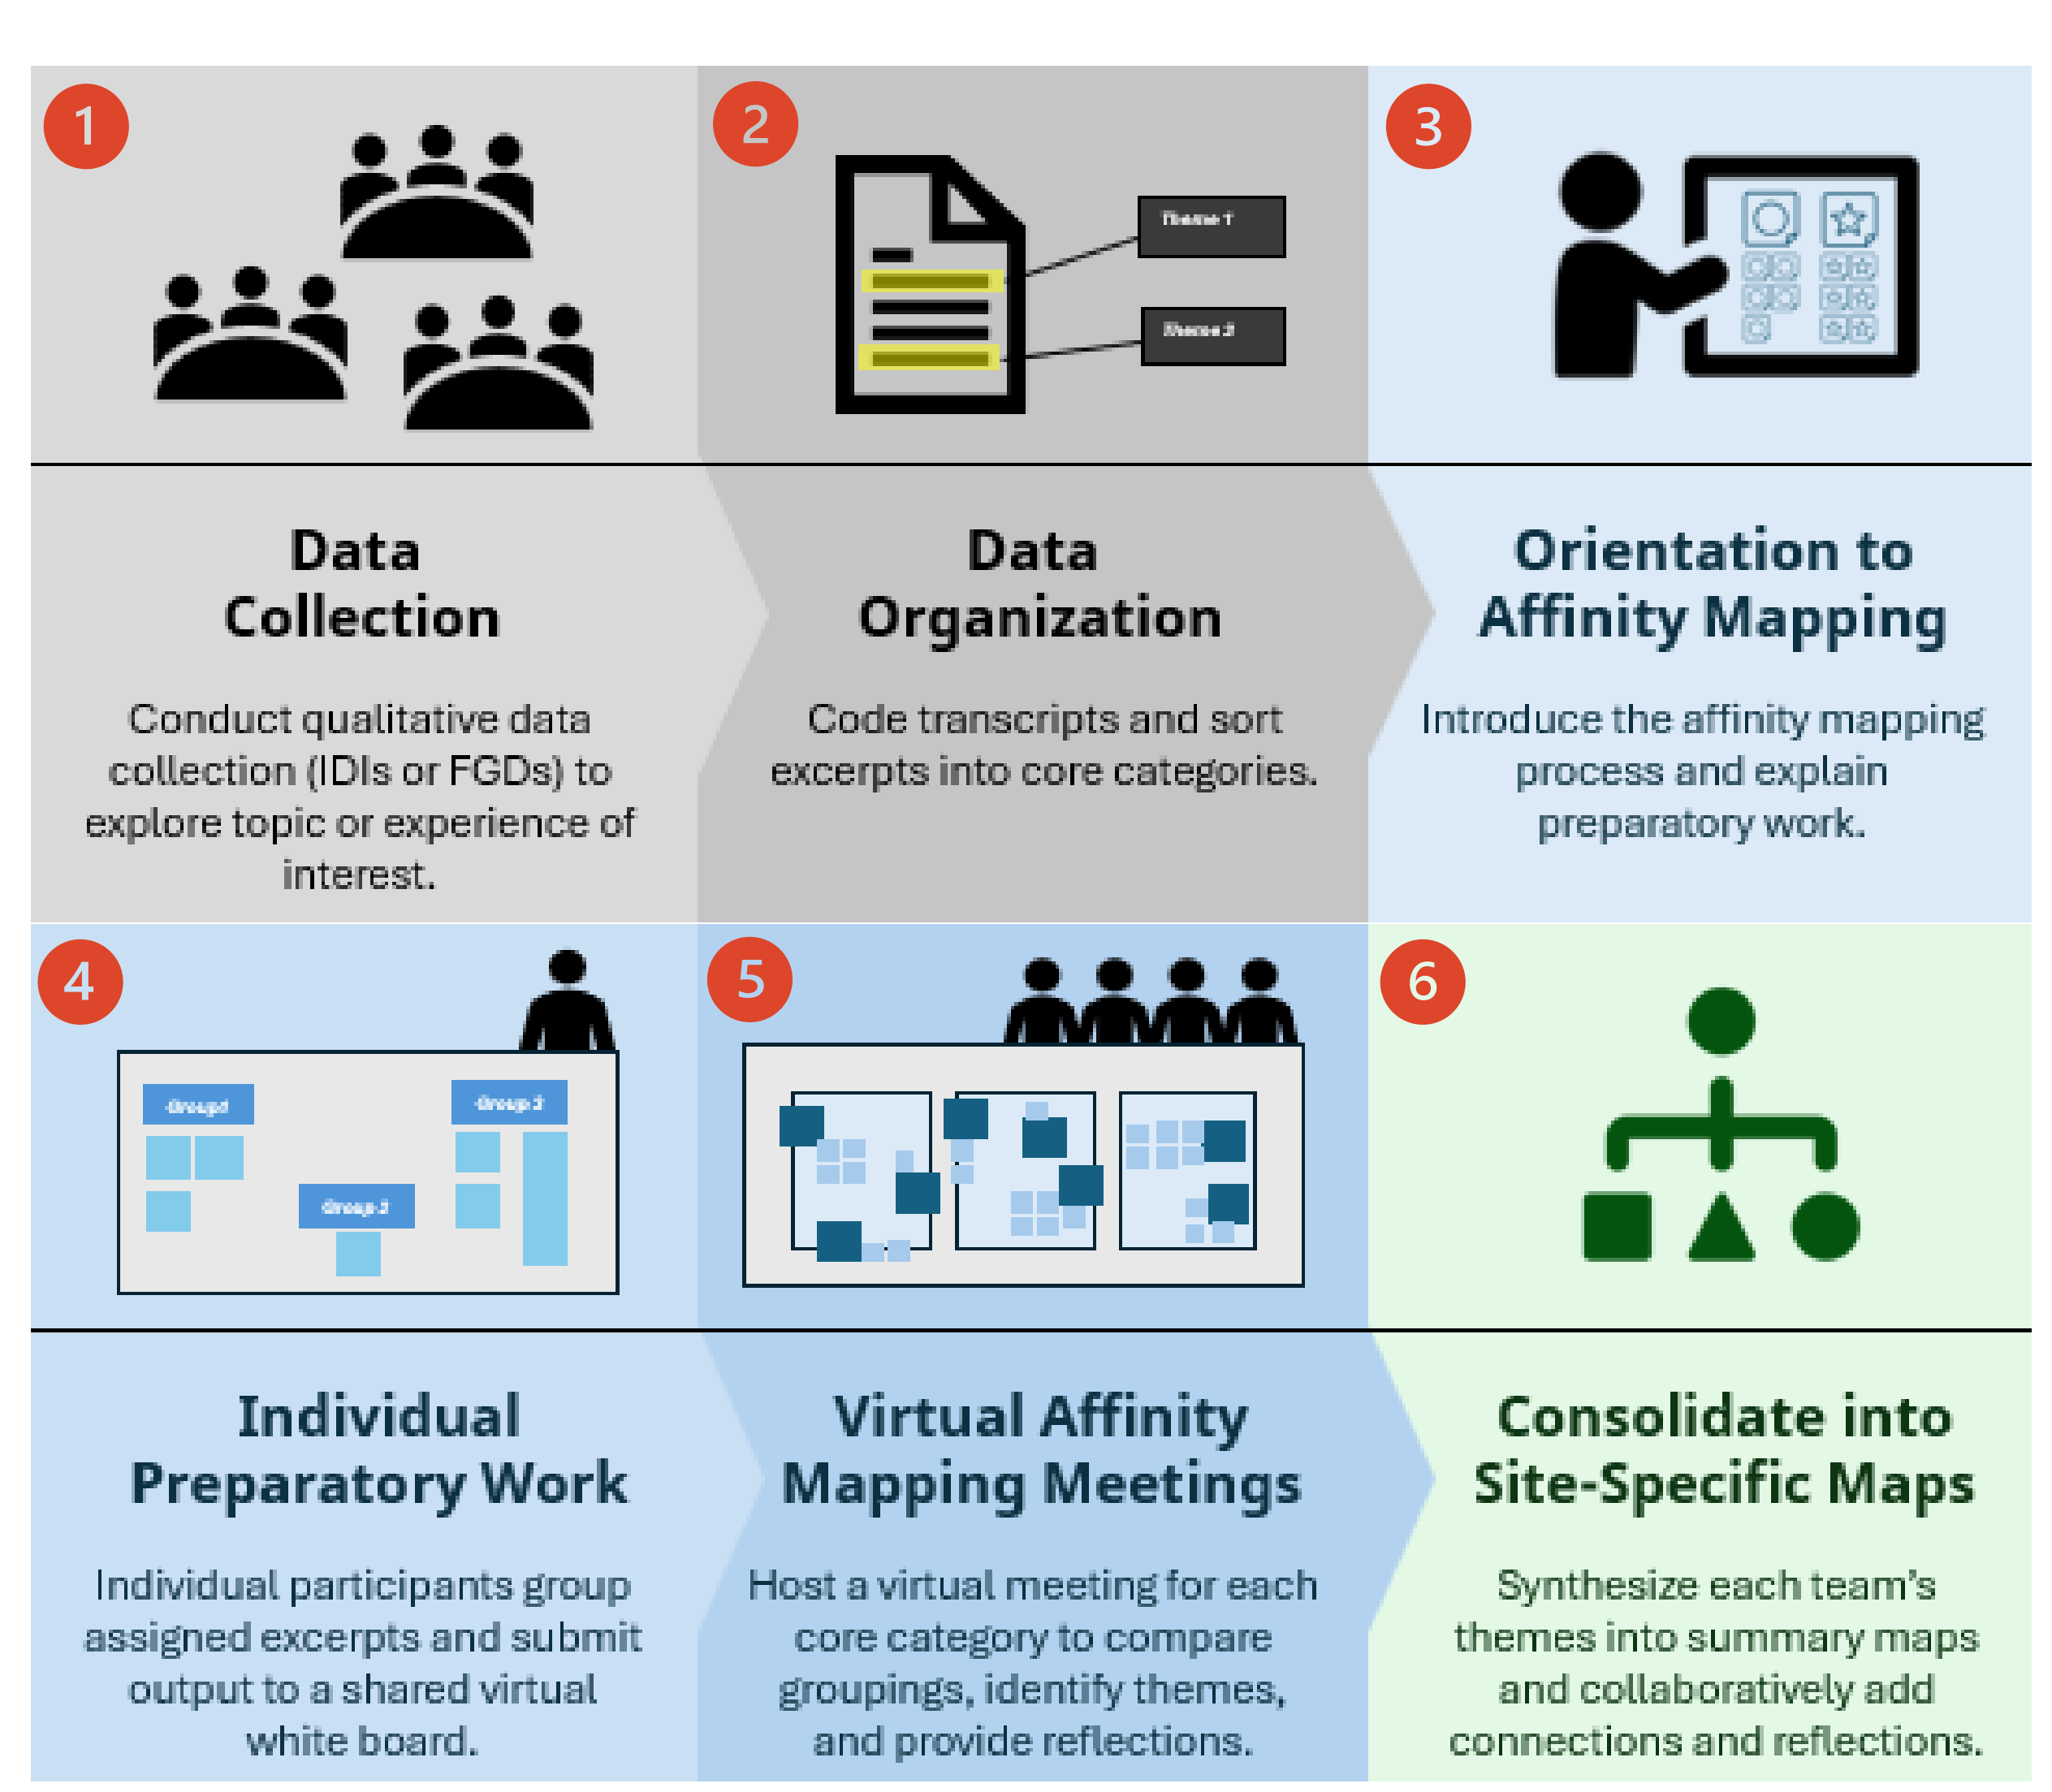 1
2
3
Theme 1
Theme 2
Data
Collection
Data
Organization
Orientation to
Affinity Mapping
Conduct qualitative data
collection (IDIs or FGDs) to
explore topic or experience of
interest.
Code transcripts and sort
excerpts into core categories.
Introduce the affinity mapping
process and explain
preparatory work.
4
5
6
Group
Group
Group
Individual
Preparatory Work
Virtual Affinity
Mapping Meetings
Consolidate into
Site-Specific Maps
Individual participants group
assigned excerpts and submit
output to a shared virtual
white board.
Host a virtual meeting for each
core category to compare
groupings, identify themes,
and provide reflections.
Synthesize each team's
themes into summary maps
and collaboratively add
connections and reflections.